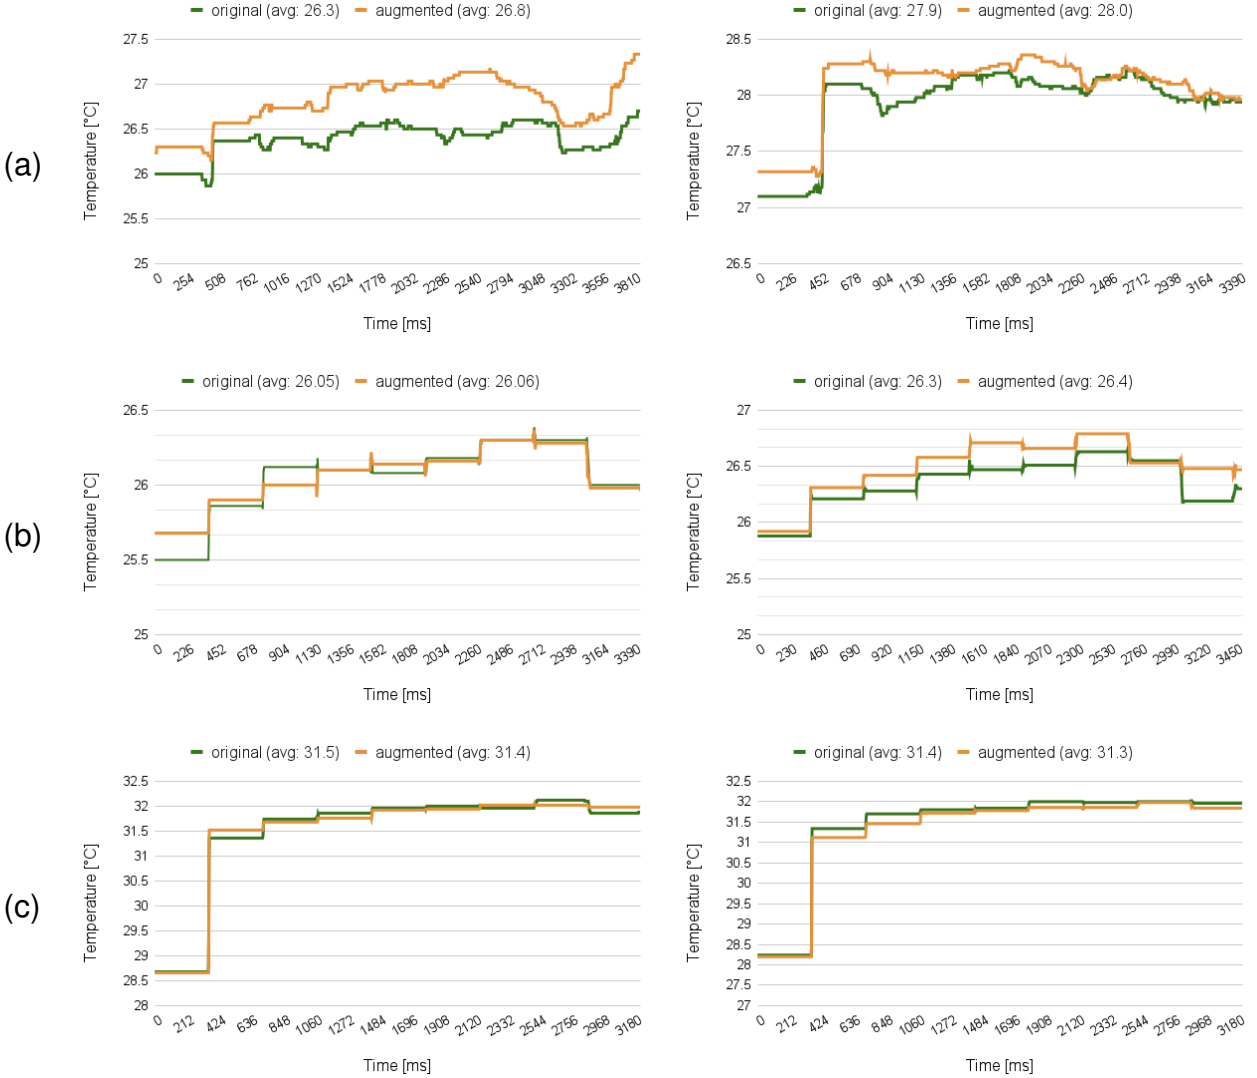 original (avg: 26.3) augmented (avg: 26.8)
27.5
27
26.5
26
25.5
25
Temperature [°C]
0 254 508 762 1016 1270 1524 1778 2032 2286 2540 2794 3048 3302 3556 3810
Time [ms]
original (avg: 27.9) augmented (avg: 28.0)
28.5
28
27.5
27
26.5
Temperature [°C]
0 226 452 678 904 1130 1356 1582 1808 2034 2260 2486 2712 2938 3164 3390
Time [ms]
(a)
original (avg: 26.05) augmented (avg: 26.06)
26.5
26
25.5
25
Temperature [°C]
0 226 452 678 904 1130 1356 1582 1808 2034 2260 2486 2712 2938 3164 3390
Time [ms]
original (avg: 26.3) augmented (avg: 26.4)
27
26.5
26
25.5
25
Temperature [°C]
0 230 460 690 920 1150 1380 1610 1840 2070 2300 2530 2760 2990 3220 3450
Time [ms]
(b)
original (avg: 31.5) augmented (avg: 31.4)
32.5
32
31.5
31
30.5
30
29.5
29
28.5
28
Temperature [°C]
0 212 424 636 848 1060 1272 1484 1696 1908 2120 2332 2544 2756 2968 3180
Time [ms]
original (avg: 31.4) augmented (avg: 31.3)
32.5
32
31.5
31
30.5
30
29.5
29
28.5
28
27.5
27
Temperature [°C]
0 212 424 636 848 1060 1272 1484 1696 1908 2120 2332 2544 2756 2968 3180
Time [ms]
(c)